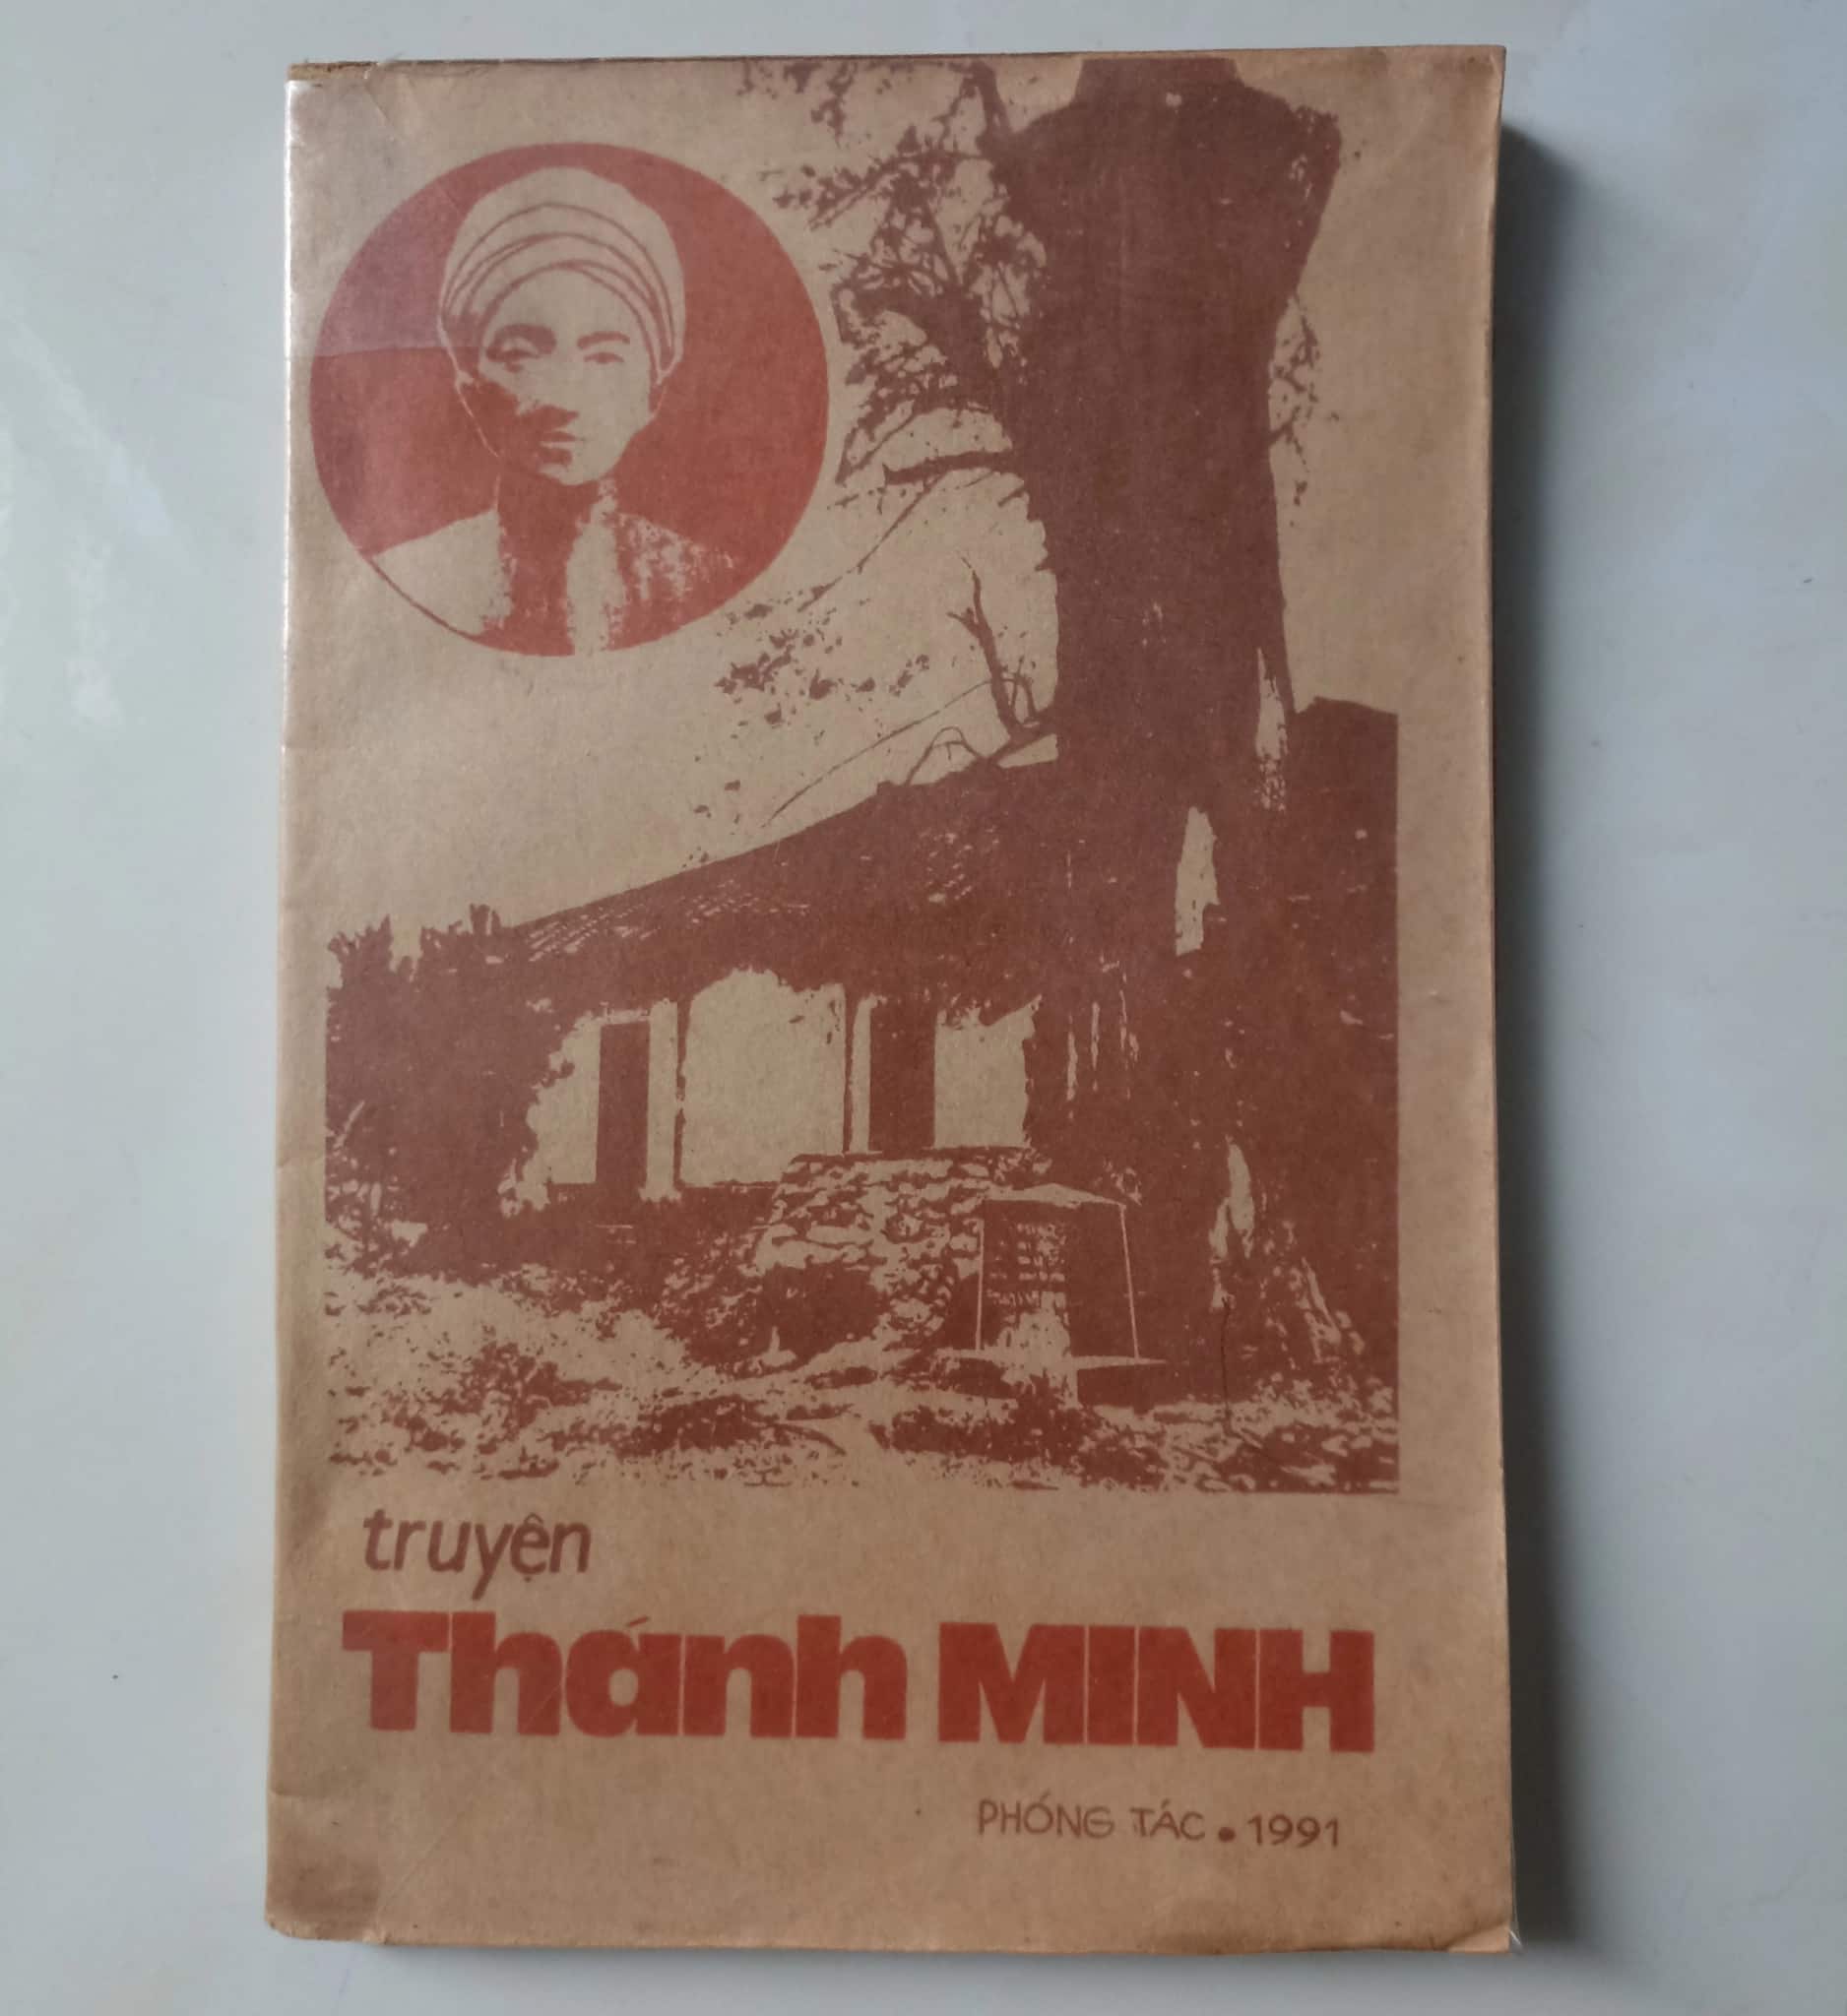 truyện
Thánh MINH
PHÓNG TÁC • 1991